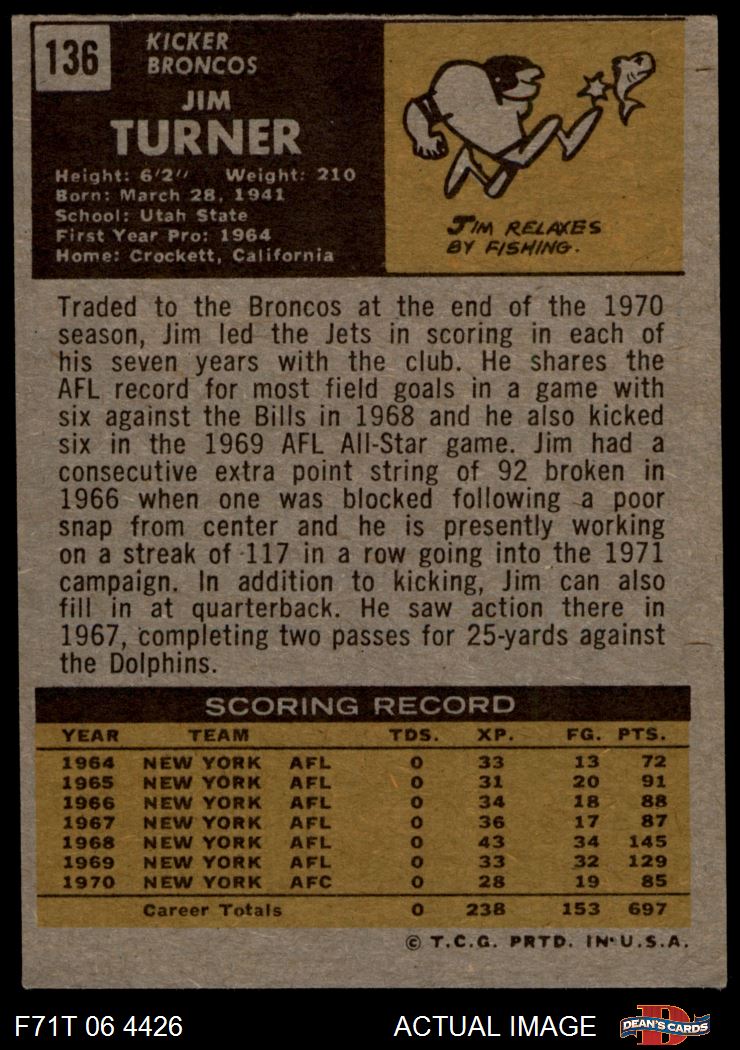 136
KICKER
BRONCOS
JIM
TURNER
Height: 6'2" Weight: 210
Born: March 28, 1941
School: Utah State
First Year Pro: 1964
Home: Crockett, California
JIM RELAXES
BY FISHING.
Traded to the Broncos at the end of the 1970
season, Jim led the Jets in scoring in each of
his seven years with the club. He shares the
AFL record for most field goals in a game with
six against the Bills in 1968 and he also kicked
six in the 1969 AFL All-Star game. Jim had a
consecutive extra point string of 92 broken in
1966 when one was blocked following a poor
snap from center and he is presently working
on a streak of 117 in a row going into the 1971
campaign. In addition to kicking, Jim can also
fill in at quarterback. He saw action there in
1967, completing two passes for 25-yards against
the Dolphins.
SCORING RECORD
YEAR TEAM TDS. XP. FG. PTS.
1964 NEW YORK AFL 0 33 13 72
1965 NEW YORK AFL 0 31 20 91
1966 NEW YORK AFL 0 34 18 88
1967 NEW YORK AFL 0 36 17 87
1968 NEW YORK AFL 0 43 34 145
1969 NEW YORK AFL 0 33 32 129
1970 NEW YORK AFC 0 28 19 85
Career Totals 0 238 153 697
© T.C.G. PRTD. IN U.S.A.
F71T 06 4426 ACTUAL IMAGE D DEAN'S CARDS